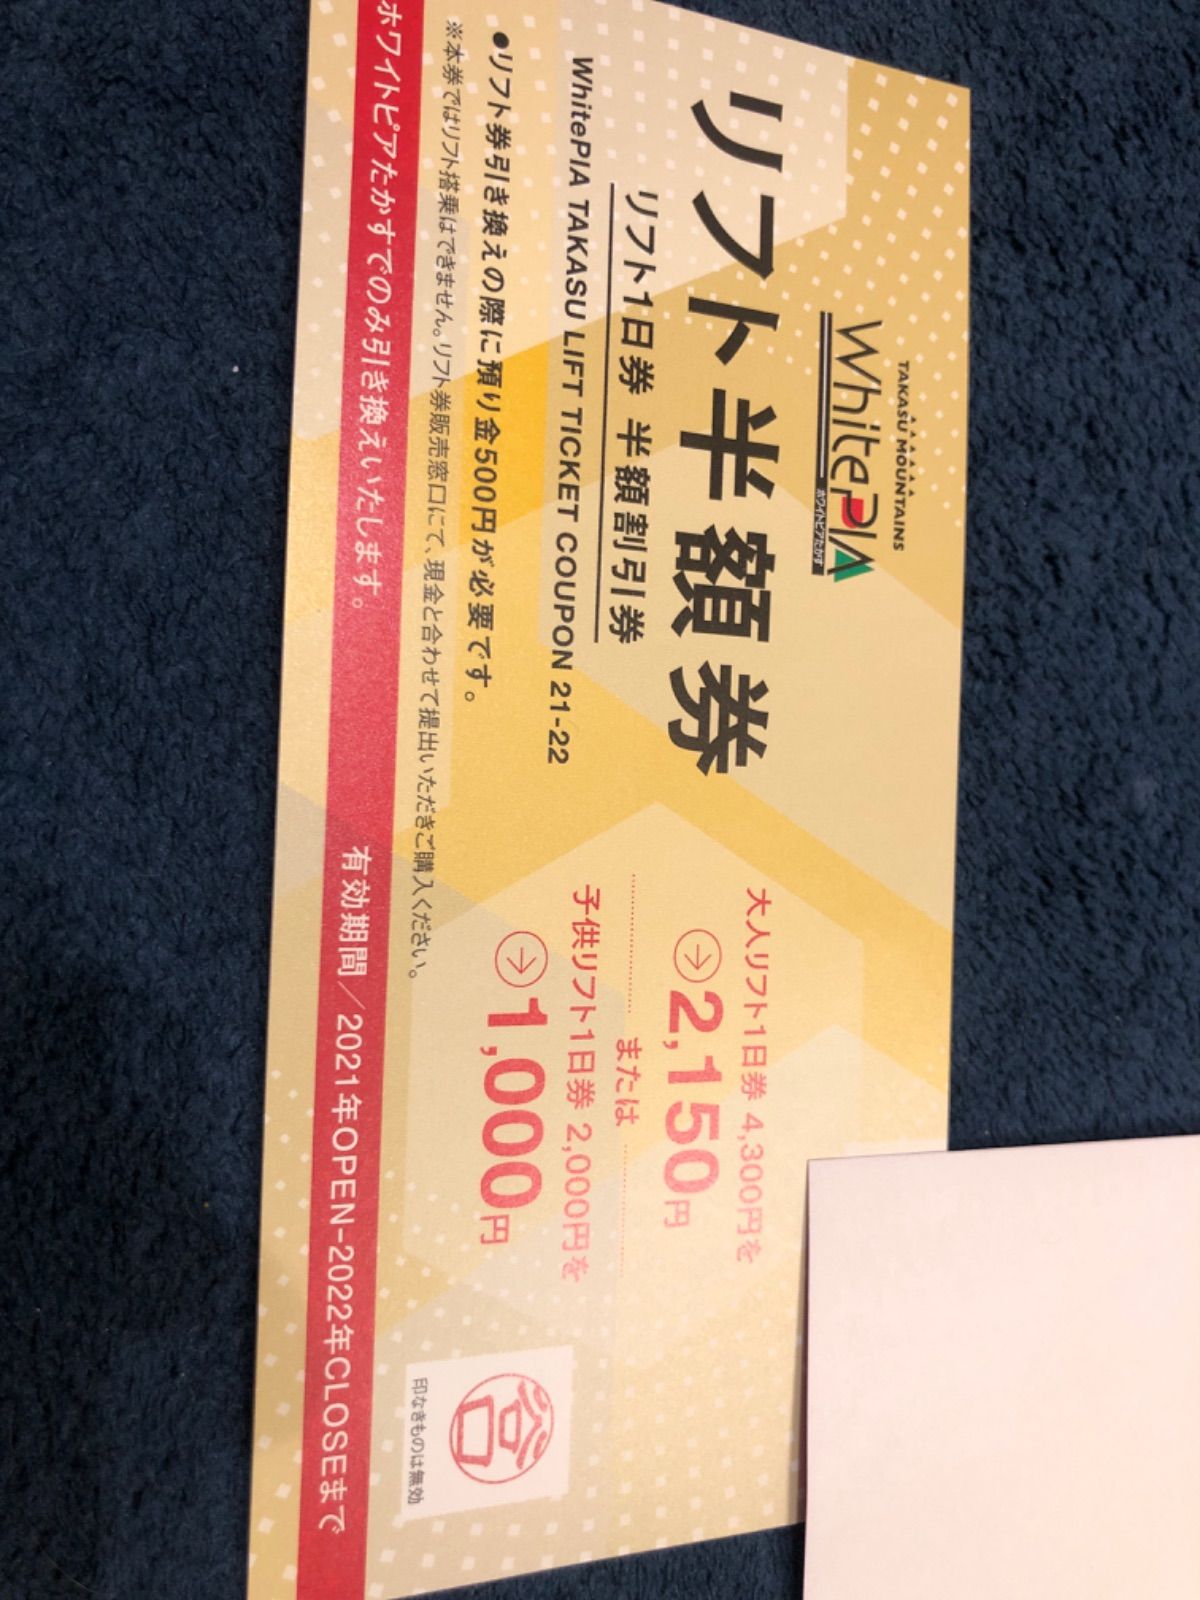 TAKASU MOUNTAINS
WhitePIA
ホワイトピアたかす
リフト半額券
リフト1日券 半額割引券
WhitePIA TAKASU LIFT TICKET COUPON 21-22
●リフト券引き換えの際に預り金500円が必要です。
※本券ではリフト搭乗はできません。リフト券販売窓口にて、現金と合わせて提出いただきご購入ください。
大人リフト1日券 4,300円を
→2,150円
または
子供リフト1日券 2,000円を
→1,000円
谷口
印なきものは無効
ホワイトピアたかすでのみ引き換えいたします。
有効期間／2021年OPEN-2022年CLOSEまで